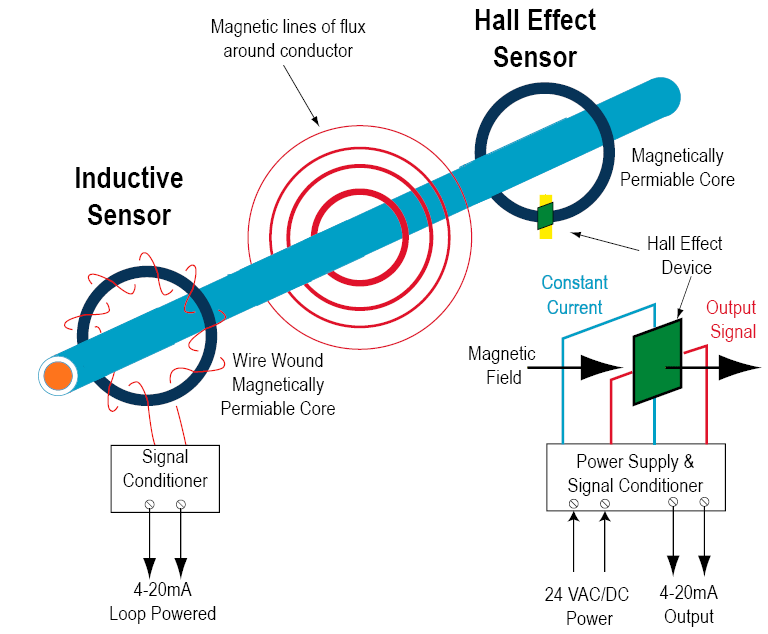 Magnetic lines of flux
around conductor
Hall Effect
Sensor
Magnetically
Permiable Core
Inductive
Sensor
Hall Effect
Device
Constant
Current
Output
Signal
Magnetic
Field
Wire Wound
Magnetically
Permiable Core
Signal
Conditioner
Power Supply &
Signal Conditioner
4-20mA
Loop Powered
24 VAC/DC
Power
4-20mA
Output